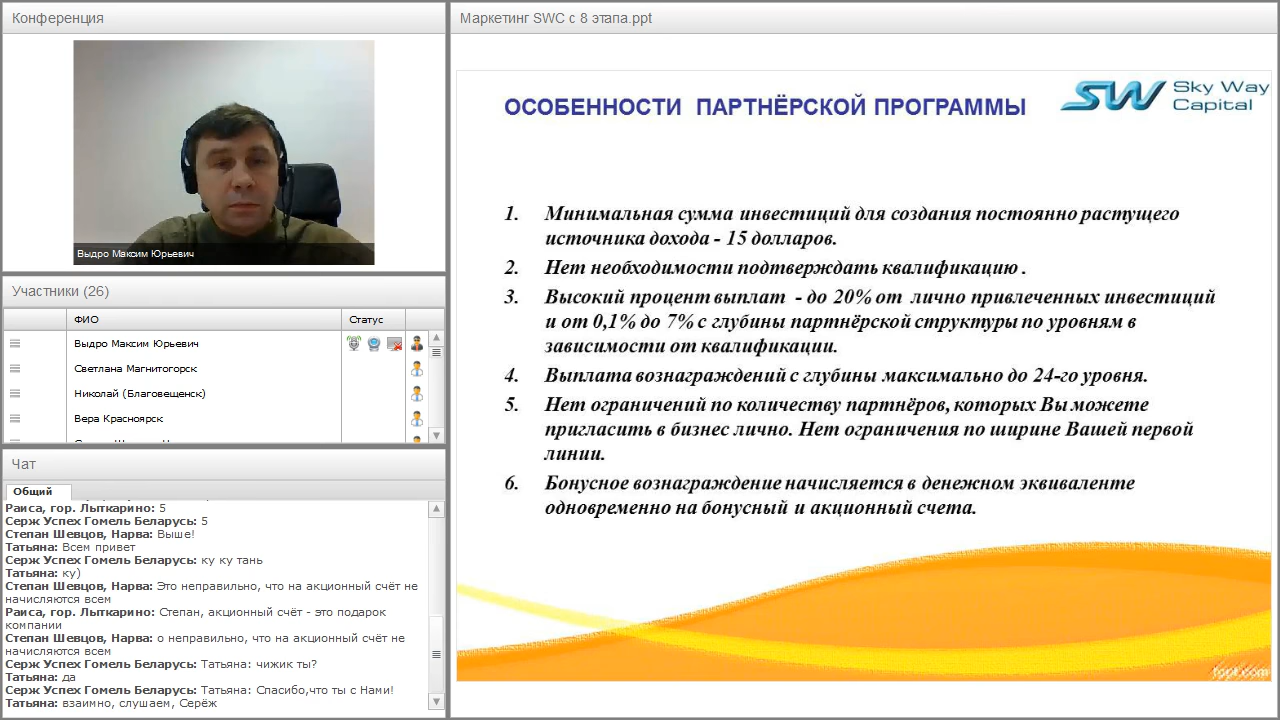 Конференция
Выдро Максим Юрьевич
Участники (26)
ФИО
Статус
Выдро Максим Юрьевич
Светлана Магнитогорск
Николай (Благовещенск)
Вера Красноярск
Чат
Общий
Раиса, гор. Лыткарино: 5
Серж Успех Гомель Беларусь: 5
Степан Шевцов, Нарва: Выше!
Татьяна: Всем привет
Серж Успех Гомель Беларусь: ку ку тань
Татьяна: ку)
Степан Шевцов, Нарва: Это неправильно, что на акционный счёт не
начисляются всем
Раиса, гор. Лыткарино: Степан, акционный счёт - это подарок
компании
Степан Шевцов, Нарва: о неправильно, что на акционный счёт не
начисляются всем
Серж Успех Гомель Беларусь: Татьяна: чижик ты?
Татьяна: да
Серж Успех Гомель Беларусь: Татьяна: Спасибо,что ты с Нами!
Татьяна: взаимно, слушаем, Серёж
Маркетинг SWC с 8 этапа.ppt
ОСОБЕННОСТИ ПАРТНЁРСКОЙ ПРОГРАММЫ
SW Sky Way
Capital
1. Минимальная сумма инвестиций для создания постоянно растущего
источника дохода - 15 долларов.
2. Нет необходимости подтверждать квалификацию .
3. Высокий процент выплат - до 20% от лично привлеченных инвестиций
и от 0,1% до 7% с глубины партнёрской структуры по уровням в
зависимости от квалификации.
4. Выплата вознаграждений с глубины максимально до 24-го уровня.
5. Нет ограничений по количеству партнёров, которых Вы можете
пригласить в бизнес лично. Нет ограничения по ширине Вашей первой
линии.
6. Бонусное вознаграждение начисляется в денежном эквиваленте
одновременно на бонусный и акционный счета.
fppt.com